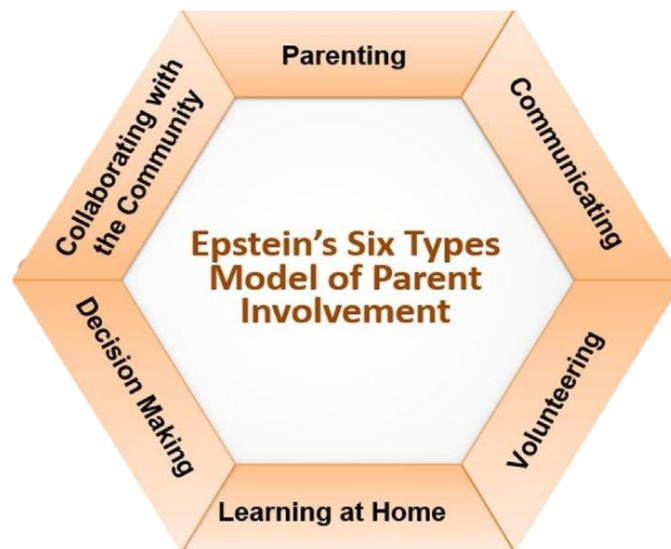 Parenting
Communicating
Volunteering
Learning at Home
Decision Making
Collaborating with
the Community
Epstein’s Six Types
Model of Parent
Involvement